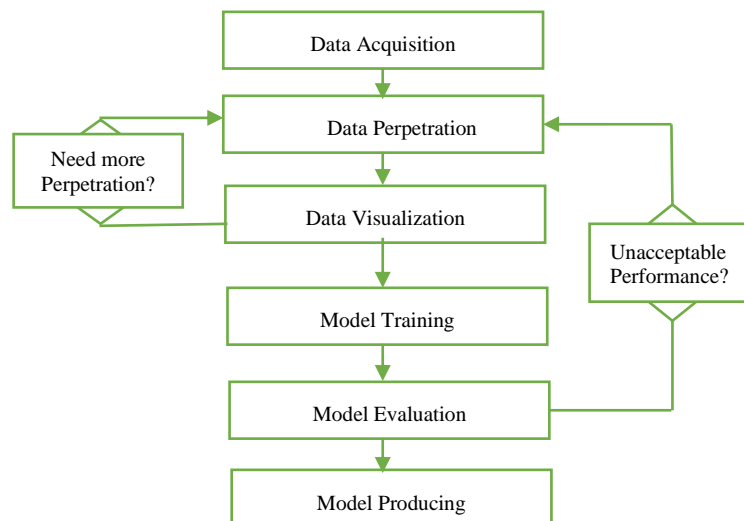 Data Acquisition
Data Perpetration
Need more
Perpetration?
Data Visualization
Unacceptable
Performance?
Model Training
Model Evaluation
Model Producing